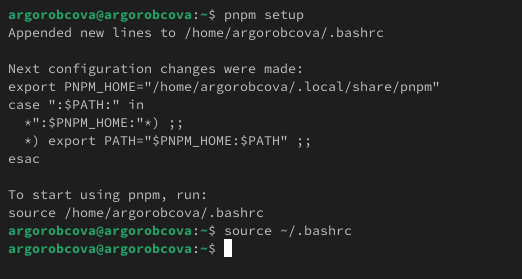 argorobcova@argorobcova:~$ pnpm setup
Appended new lines to /home/argorobcova/.bashrc

Next configuration changes were made:
export PNPM_HOME="/home/argorobcova/.local/share/pnpm"
case ":$PATH:" in
  *":$PNPM_HOME:"*) ;;
  *) export PATH="$PNPM_HOME:$PATH" ;;
esac

To start using pnpm, run:
source /home/argorobcova/.bashrc
argorobcova@argorobcova:~$ source ~/.bashrc
argorobcova@argorobcova:~$